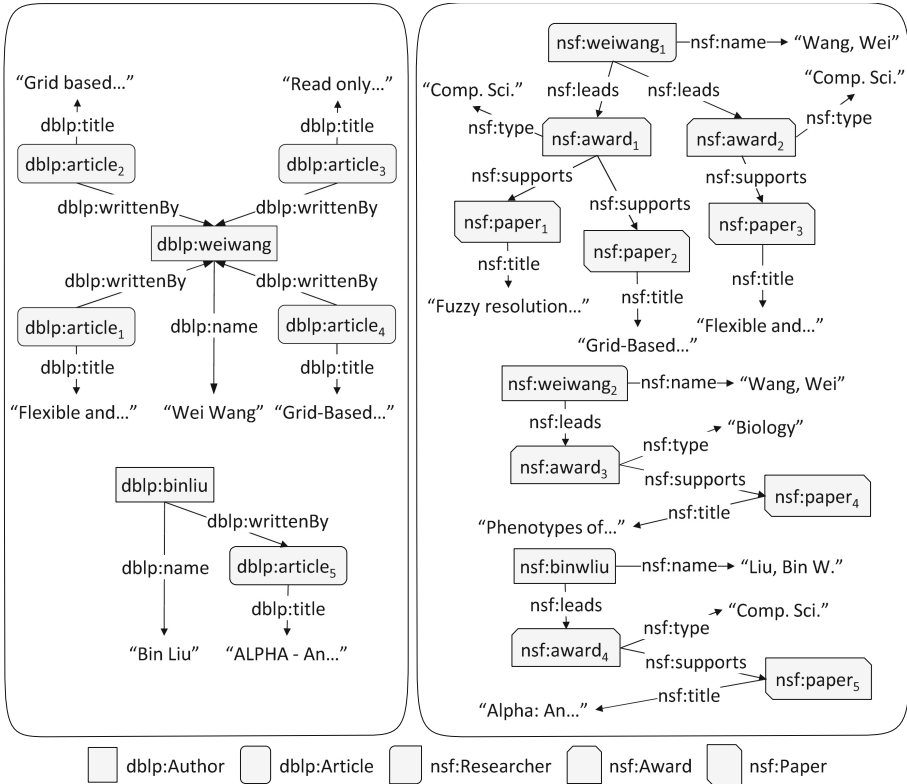 “Grid based...”
“Read only...”
dblp:title
dblp:title
dblp:article2
dblp:article3
dblp:writtenBy
dblp:writtenBy
dblp:weiwang
dblp:writtenBy
dblp:writtenBy
dblp:article1
dblp:name
dblp:article4
dblp:title
dblp:title
“Flexible and...”
“Wei Wang”
“Grid-Based...”
dblp:binliu
dblp:writtenBy
dblp:name
dblp:article5
dblp:title
“Bin Liu”
“ALPHA - An...”
nsf:weiwang1
nsf:name
“Wang, Wei”
“Comp. Sci.”
nsf:leads
nsf:leads
“Comp. Sci.”
nsf:type
nsf:type
nsf:award1
nsf:award2
nsf:supports
nsf:supports
nsf:supports
nsf:paper1
nsf:paper2
nsf:paper3
nsf:title
nsf:title
nsf:title
“Fuzzy resolution...”
“Grid-Based...”
“Flexible and...”
nsf:weiwang2
nsf:name
“Wang, Wei”
nsf:leads
nsf:type
“Biology”
nsf:award3
nsf:supports
nsf:paper4
nsf:title
“Phenotypes of...”
nsf:binwliu
nsf:name
“Liu, Bin W.”
nsf:leads
nsf:type
“Comp. Sci.”
nsf:award4
nsf:supports
nsf:paper5
nsf:title
“Alpha: An...”
dblp:Author
dblp:Article
nsf:Researcher
nsf:Award
nsf:Paper